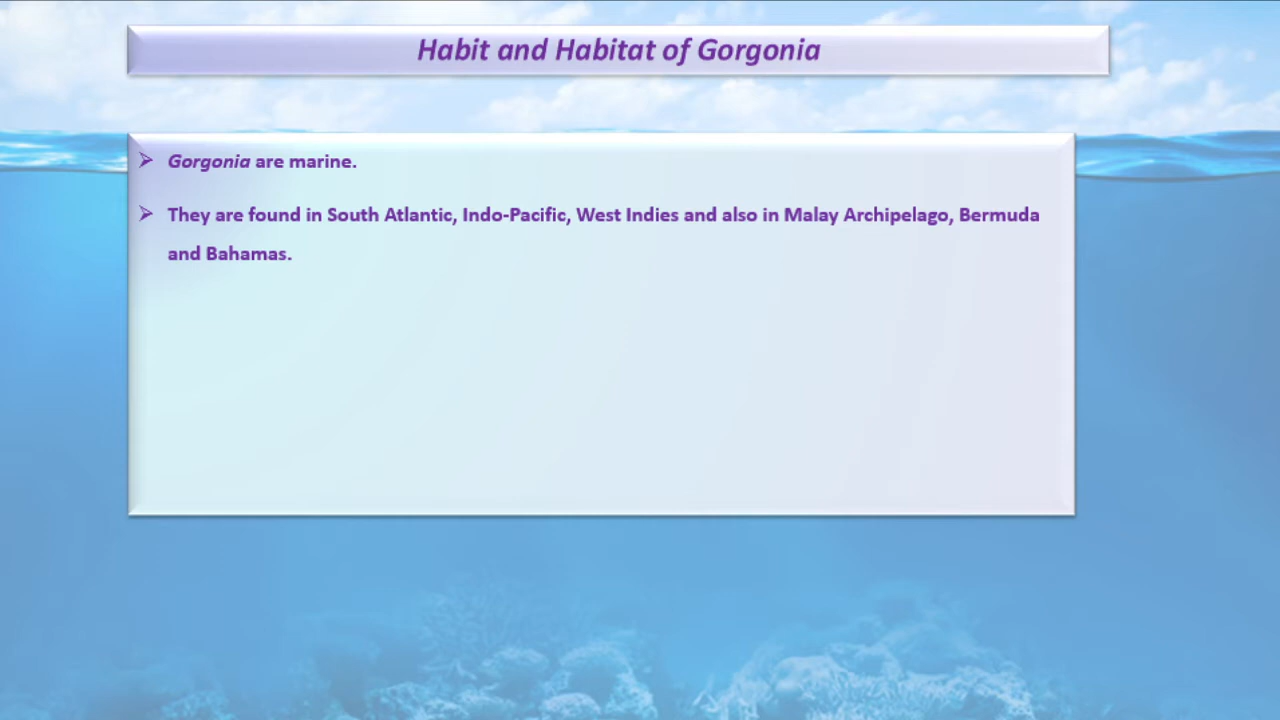 Habit and Habitat of Gorgonia
➢ Gorgonia are marine.
➢ They are found in South Atlantic, Indo-Pacific, West Indies and also in Malay Archipelago, Bermuda
and Bahamas.